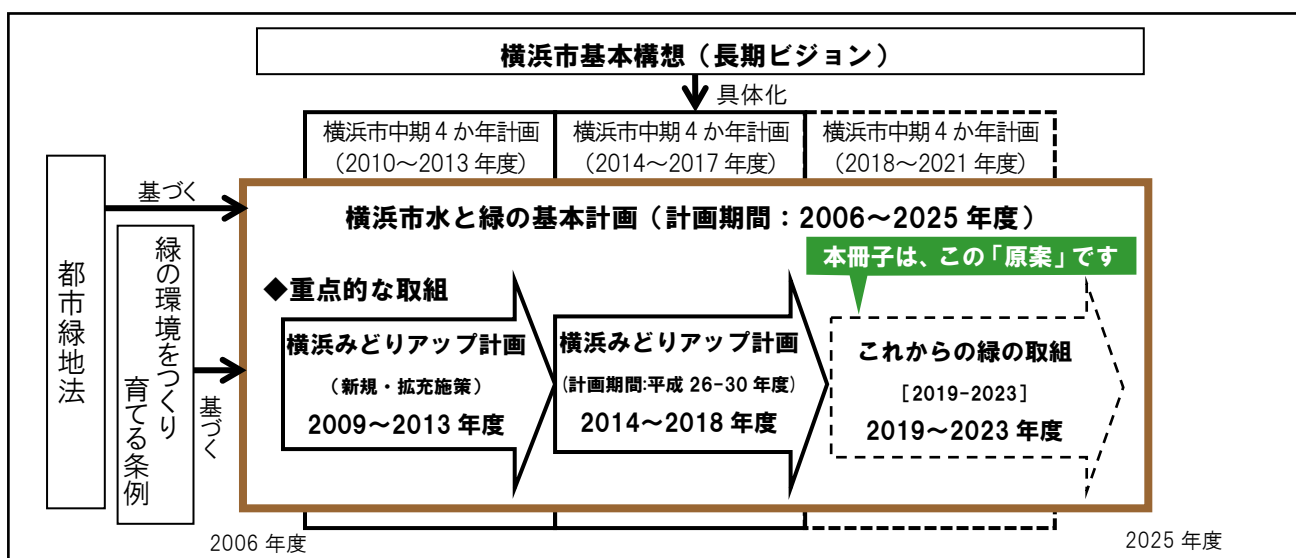 横浜市基本構想（長期ビジョン）
具体化
横浜市中期４か年計画
（2010～2013 年度）
横浜市中期４か年計画
（2014～2017 年度）
横浜市中期４か年計画
（2018～2021 年度）
都市緑地法
基づく
緑の環境をつくり
育てる条例
基づく
横浜市水と緑の基本計画（計画期間：2006～2025 年度）
本冊子は、この「原案」です
◆重点的な取組
横浜みどりアップ計画
（新規・拡充施策）
2009～2013 年度
横浜みどりアップ計画
(計画期間:平成 26-30 年度)
2014～2018 年度
これからの緑の取組
［2019-2023］
2019～2023 年度
2006 年度
2025 年度